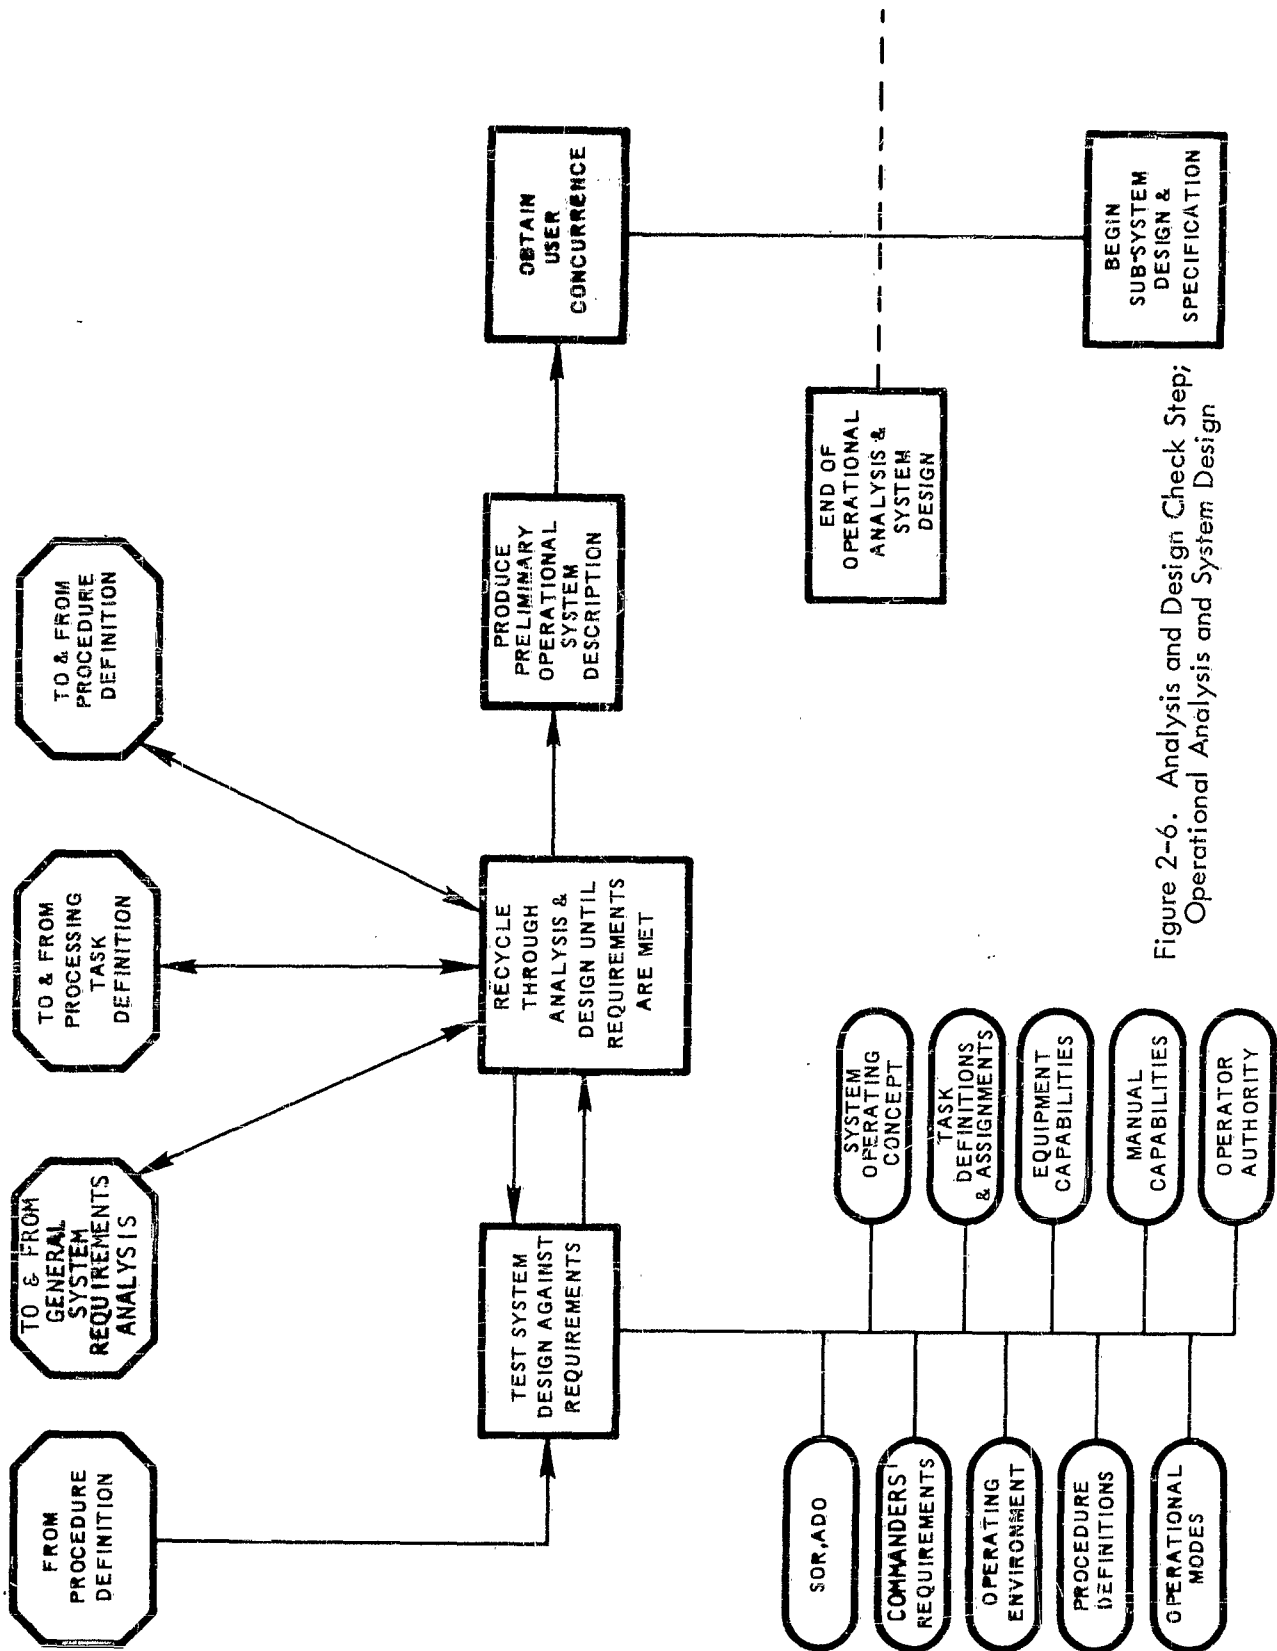 FROM
PROCEDURE
DEFINITION
TO & FROM
GENERAL
SYSTEM
REQUIREMENTS
ANALYSIS
TO & FROM
PROCESSING
TASK
DEFINITION
TO & FROM
PROCEDURE
DEFINITION
TEST SYSTEM
DESIGN AGAINST
REQUIREMENTS
RECYCLE
THROUGH
ANALYSIS &
DESIGN UNTIL
REQUIREMENTS
ARE MET
PRODUCE
PRELIMINARY
OPERATIONAL
SYSTEM
DESCRIPTION
OBTAIN
USER
CONCURRENCE
SOR,ADO
COMMANDERS'
REQUIREMENTS
OPERATING
ENVIRONMENT
PROCEDURE
DEFINITIONS
OPERATIONAL
MODES
SYSTEM
OPERATING
CONCEPT
TASK
DEFINITIONS
& ASSIGNMENTS
EQUIPMENT
CAPABILITIES
MANUAL
CAPABILITIES
OPERATOR
AUTHORITY
END OF
OPERATIONAL
ANALYSIS &
SYSTEM
DESIGN
BEGIN
SUB-SYSTEM
DESIGN &
SPECIFICATION
Figure 2-6. Analysis and Design Check Step;
Operational Analysis and System Design